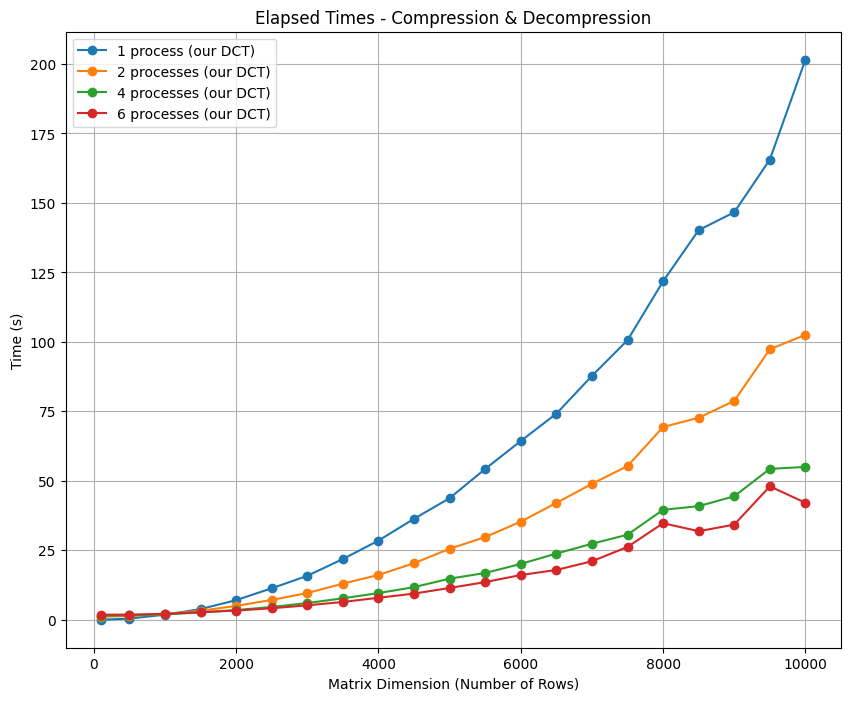 Elapsed Times - Compression & Decompression
1 process (our DCT)
2 processes (our DCT)
4 processes (our DCT)
6 processes (our DCT)
200
175
150
125
100
75
50
25
0
Time (s)
0 2000 4000 6000 8000 10000
Matrix Dimension (Number of Rows)